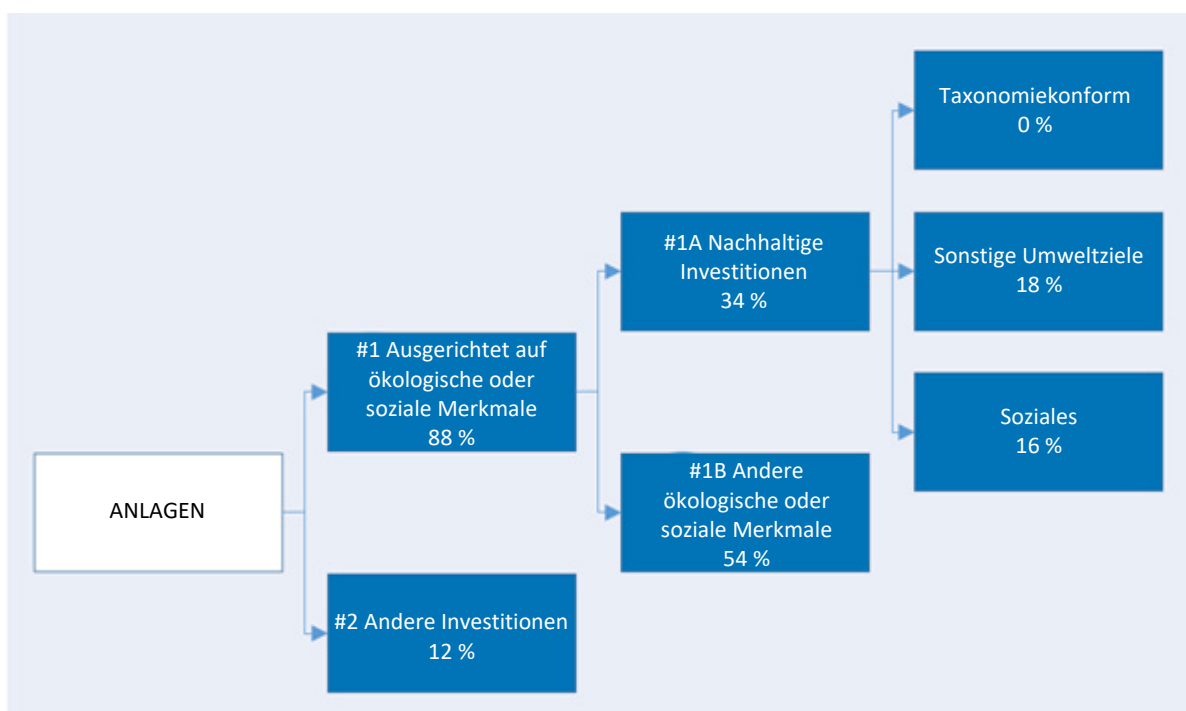 ANLAGEN
#1 Ausgerichtet auf
ökologische oder
soziale Merkmale
88 %
#2 Andere Investitionen
12 %
#1A Nachhaltige
Investitionen
34 %
#1B Andere
ökologische oder
soziale Merkmale
54 %
Taxonomiekonform
0 %
Sonstige Umweltziele
18 %
Soziales
16 %